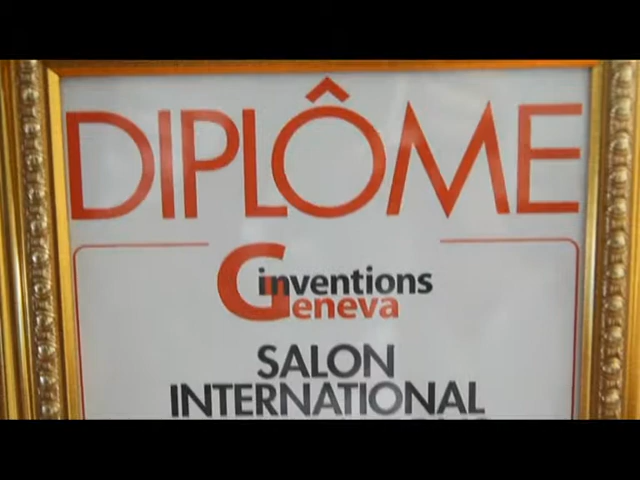 DIPLÔME
inventions
Geneva
SALON
INTERNATIONAL